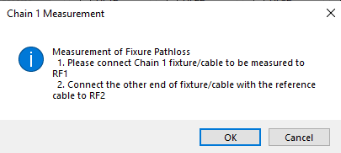 Chain 1 Measurement
Measurement of Fixure Pathloss
1. Please connect Chain 1 fixture/cable to be measured to
RF1
2. Connect the other end of fixture/cable with the reference
cable to RF2
OK
Cancel